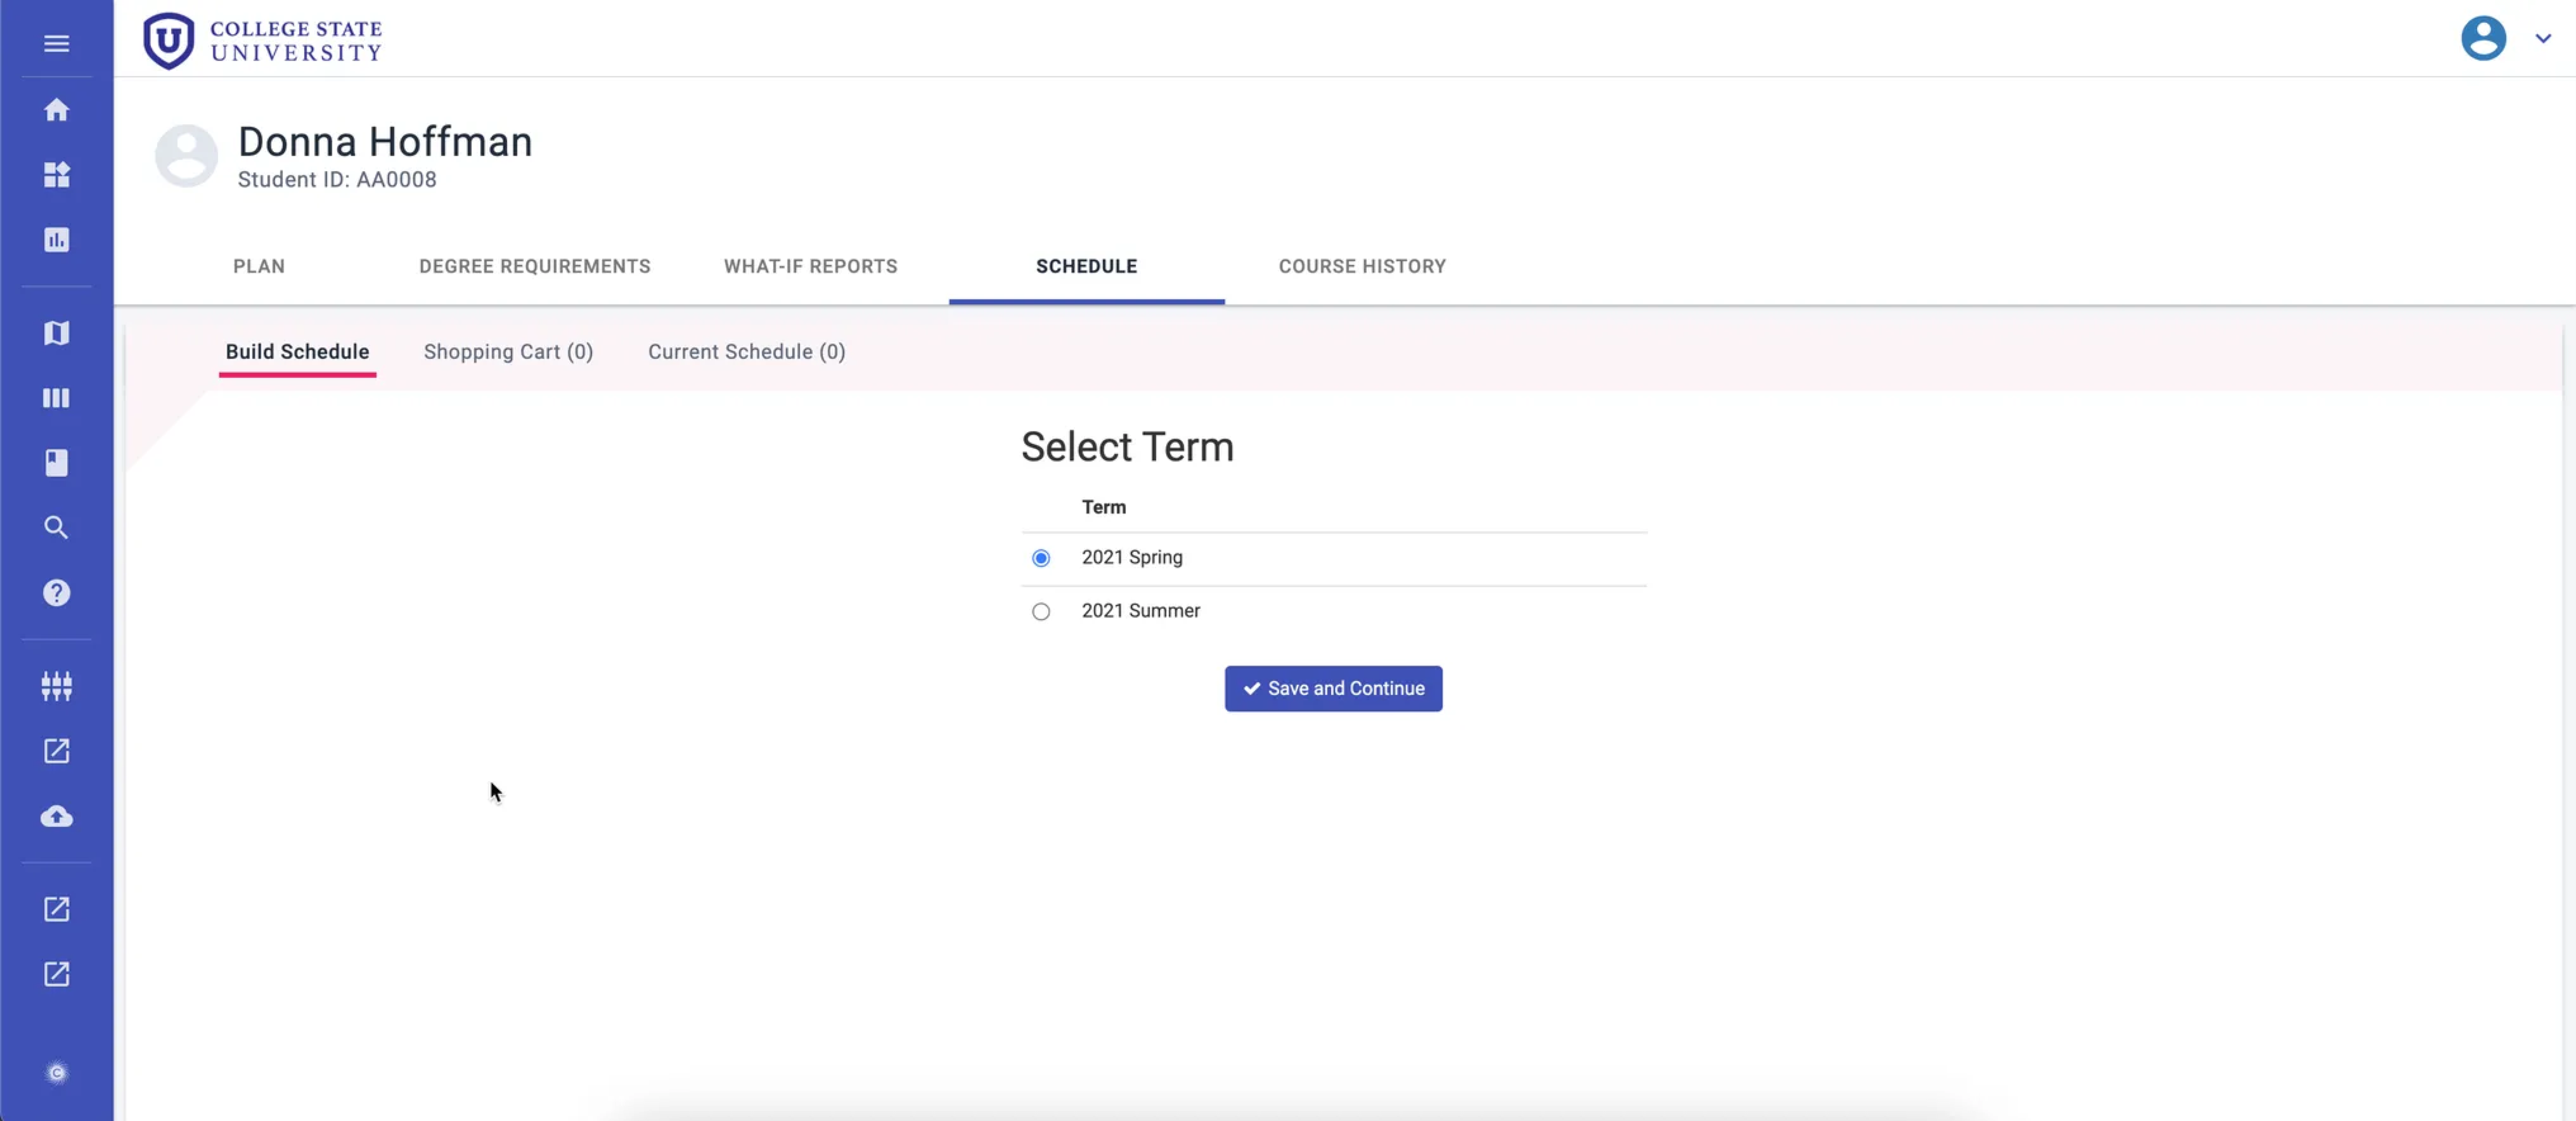 COLLEGE STATE
UNIVERSITY
Donna Hoffman
Student ID: AA0008
PLAN
DEGREE REQUIREMENTS
WHAT-IF REPORTS
SCHEDULE
COURSE HISTORY
Build Schedule
Shopping Cart (0)
Current Schedule (0)
Select Term
Term
2021 Spring
2021 Summer
Save and Continue